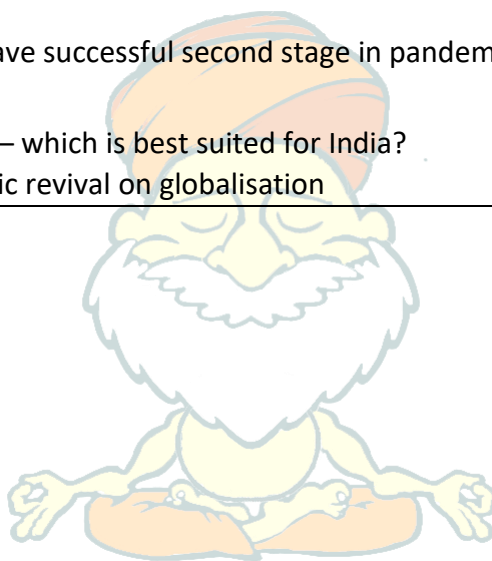 ave successful second stage in pandem
– which is best suited for India?
ic revival on globalisation